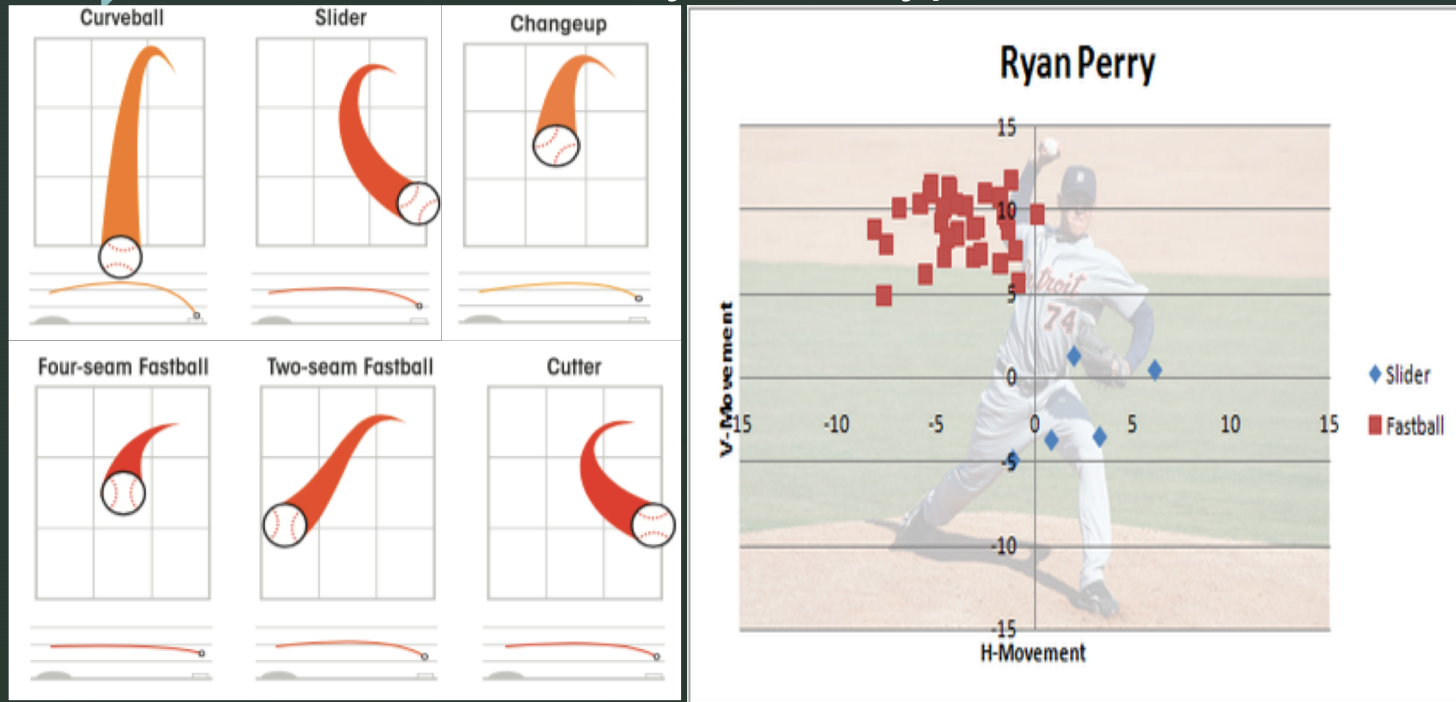 Curveball
Slider
Changeup
Four-seam Fastball
Two-seam Fastball
Cutter
Ryan Perry
15
10
5
0
-5
-10
-15
V-Movement
15
-10
-5
0
5
10
15
H-Movement
Detroit
74
Slider
Fastball